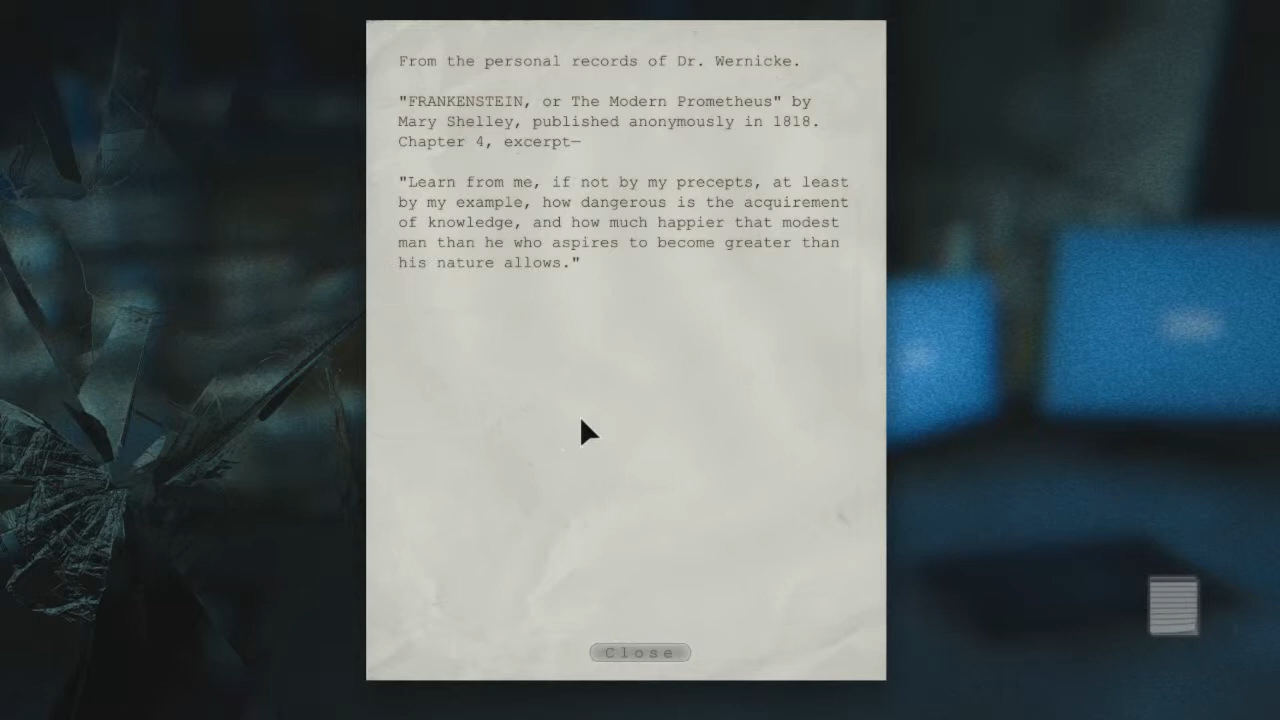 From the personal records of Dr. Wernicke.
"FRANKENSTEIN, or The Modern Prometheus" by
Mary Shelley, published anonymously in 1818.
Chapter 4, excerpt—
"Learn from me, if not by my precepts, at least
by my example, how dangerous is the acquirement
of knowledge, and how much happier that modest
man than he who aspires to become greater than
his nature allows."
Close